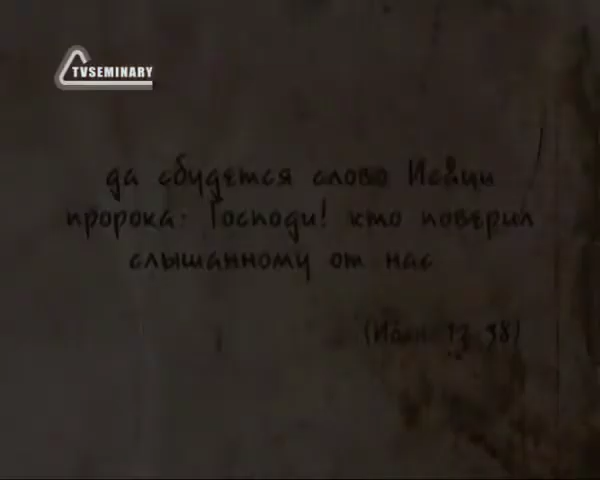 TVSEMINARY
да сбудется слово Исаии
пророка: Господи! кто поверил
слышанному от нас
(Иоан. 12:38)